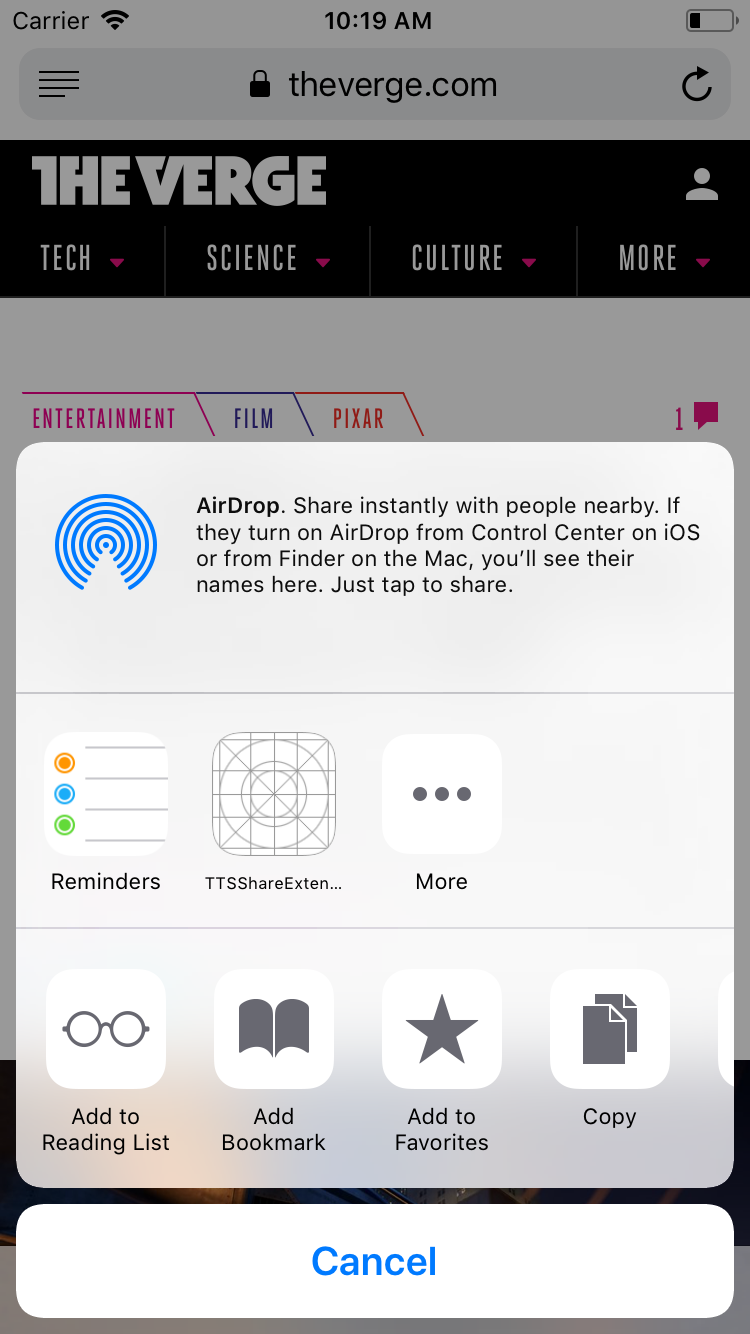 Carrier 10:19 AM
theverge.com
THE VERGE
TECH SCIENCE CULTURE MORE
ENTERTAINMENT FILM PIXAR 1
AirDrop. Share instantly with people nearby. If
they turn on AirDrop from Control Center on iOS
or from Finder on the Mac, you’ll see their
names here. Just tap to share.
Reminders TTSShareExten... More
Add to Reading List
Add Bookmark
Add to Favorites
Copy
Cancel